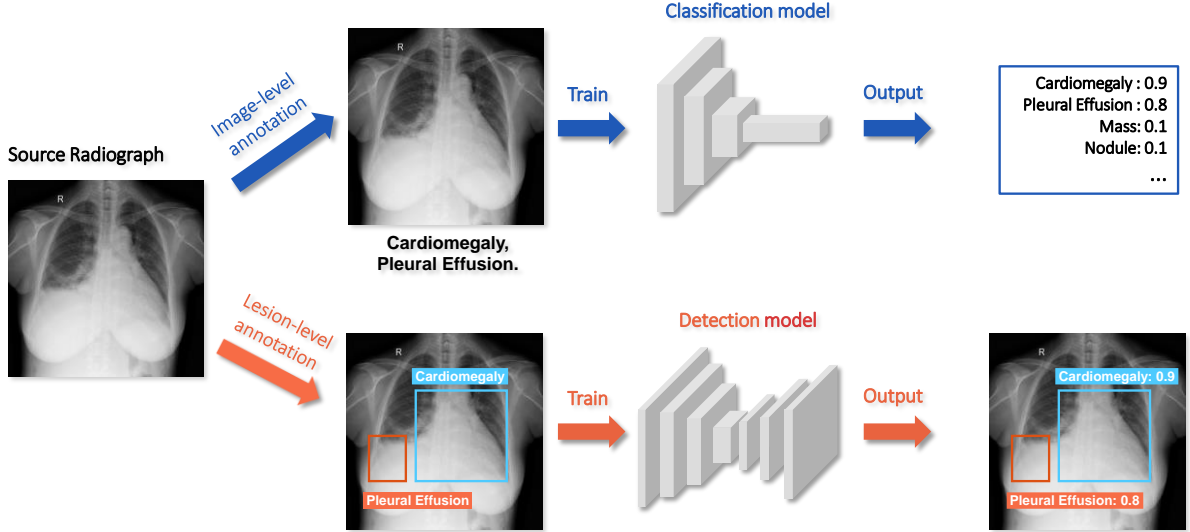 Classification model
Image-level
annotation
R
Train
Output
Cardiomegaly : 0.9
Pleural Effusion : 0.8
Mass: 0.1
Nodule: 0.1
...
Source Radiograph
R
Cardiomegaly,
Pleural Effusion.
Lesion-level
annotation
Detection model
R
Cardiomegaly
Pleural Effusion
Train
Output
R
Cardiomegaly: 0.9
Pleural Effusion: 0.8